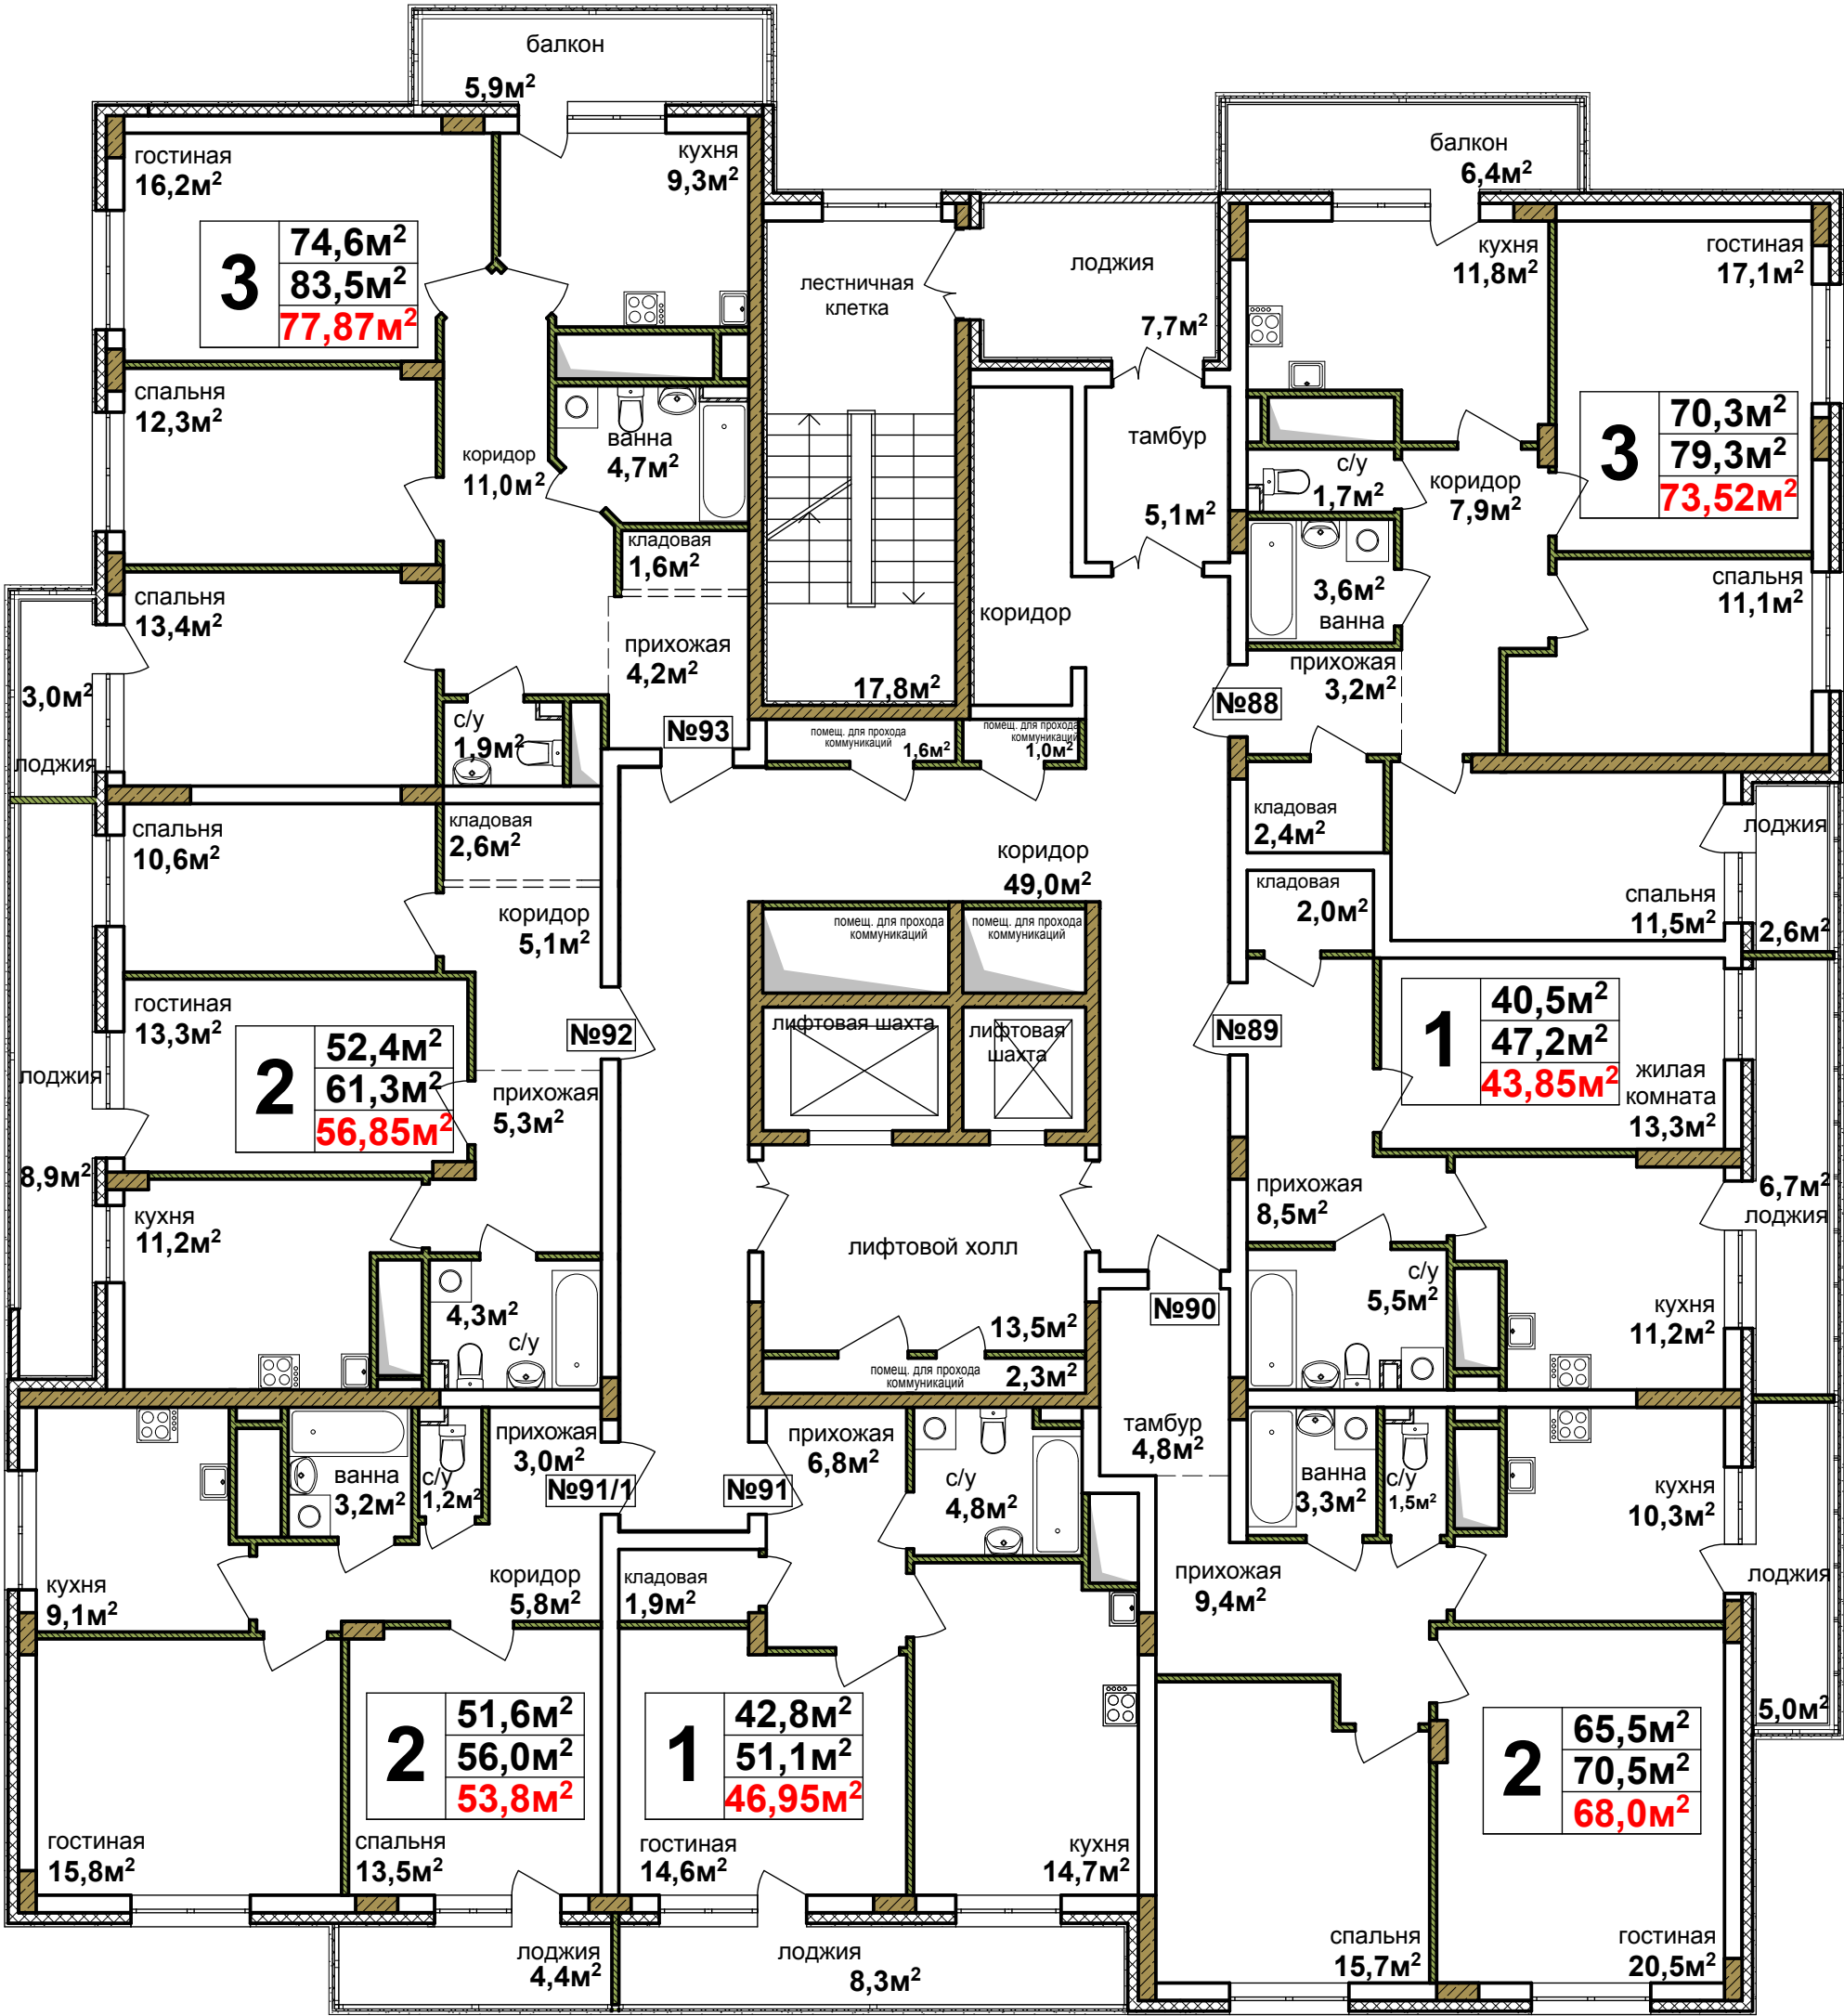 балкон
5,9м²
гостиная
16,2м²
кухня
9,3м²
3
74,6м²
83,5м²
77,87м²
спальня
12,3м²
коридор
11,0м²
ванна
4,7м²
кладовая
1,6м²
спальня
13,4м²
прихожая
4,2м²
3,0м²
лоджия
с/у
1,9м²
№93
лестничная
клетка
17,8м²
лоджия
7,7м²
тамбур
5,1м²
коридор
помещ. для прохода
коммуникаций
1,6м²
помещ. для прохода
коммуникаций
1,0м²
балкон
6,4м²
кухня
11,8м²
гостиная
17,1м²
3
70,3м²
79,3м²
73,52м²
с/у
1,7м²
коридор
7,9м²
3,6м²
ванна
спальня
11,1м²
прихожая
3,2м²
№88
кладовая
2,4м²
лоджия
спальня
11,5м²
2,6м²
спальня
10,6м²
кладовая
2,6м²
коридор
5,1м²
гостиная
13,3м²
2
52,4м²
61,3м²
56,85м²
№92
лоджия
8,9м²
прихожая
5,3м²
кухня
11,2м²
4,3м²
с/у
коридор
49,0м²
помещ. для прохода
коммуникаций
помещ. для прохода
коммуникаций
лифтовая шахта
лифтовая
шахта
лифтовой холл
13,5м²
помещ. для прохода
коммуникаций
2,3м²
кладовая
2,0м²
№89
1
40,5м²
47,2м²
43,85м²
жилая
комната
13,3м²
прихожая
8,5м²
6,7м²
лоджия
с/у
5,5м²
кухня
11,2м²
№90
тамбур
4,8м²
прихожая
3,0м²
№91/1
ванна
3,2м²
с/у
1,2м²
кухня
9,1м²
коридор
5,8м²
2
51,6м²
56,0м²
53,8м²
гостиная
15,8м²
спальня
13,5м²
лоджия
4,4м²
прихожая
6,8м²
№91
с/у
4,8м²
кладовая
1,9м²
1
42,8м²
51,1м²
46,95м²
гостиная
14,6м²
кухня
14,7м²
лоджия
8,3м²
ванна
3,3м²
с/у
1,5м²
кухня
10,3м²
прихожая
9,4м²
лоджия
5,0м²
2
65,5м²
70,5м²
68,0м²
спальня
15,7м²
гостиная
20,5м²